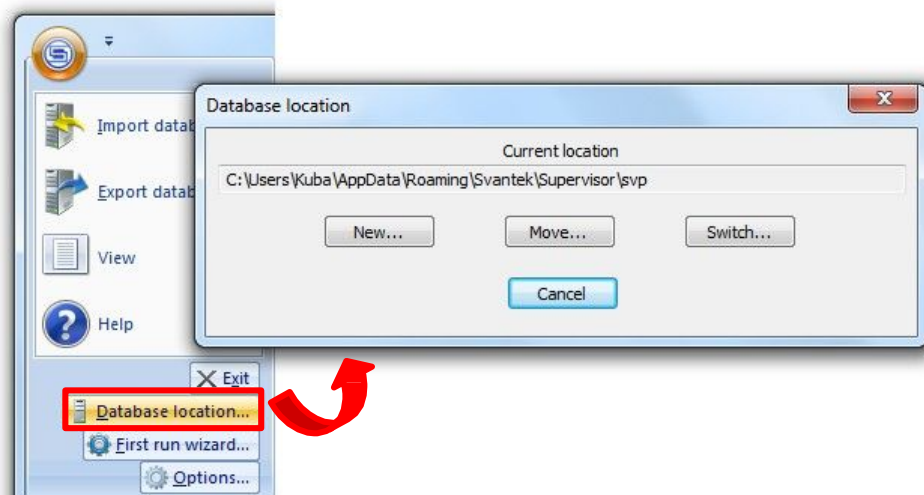 Import datab
Export datab
View
Help
Exit
Database location...
First run wizard...
Options...
Database location
Current location
C:\Users\Kuba\AppData\Roaming\Svantek\Supervisor\svp
New...
Move...
Switch...
Cancel